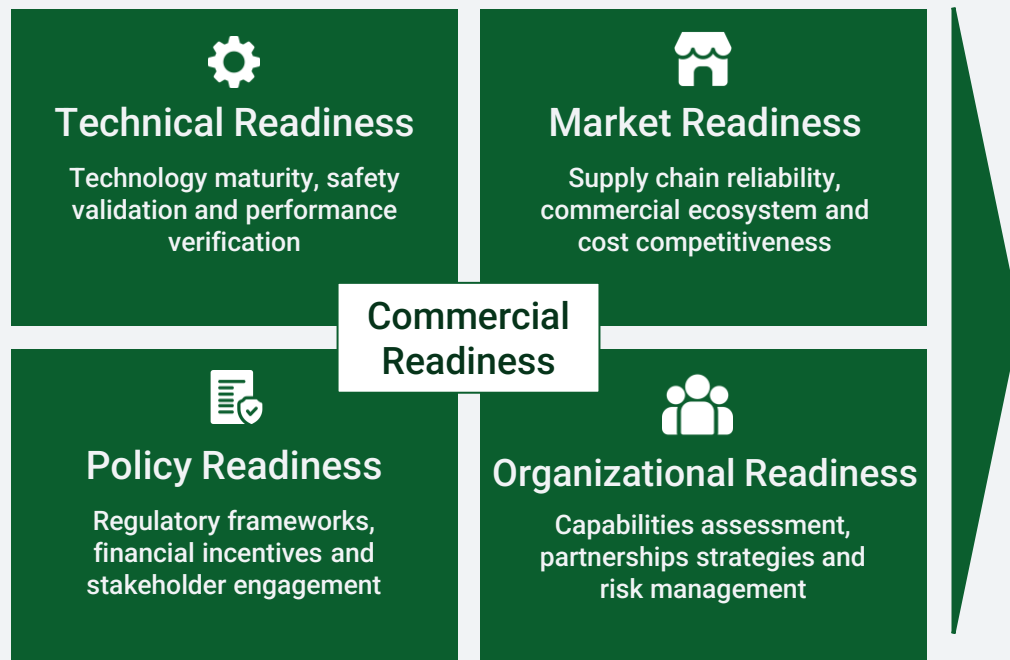 Technical Readiness
Technology maturity, safety
validation and performance
verification
Market Readiness
Supply chain reliability,
commercial ecosystem and
cost competitiveness
Commercial
Readiness
Policy Readiness
Regulatory frameworks,
financial incentives and
stakeholder engagement
Organizational Readiness
Capabilities assessment,
partnerships strategies and
risk management